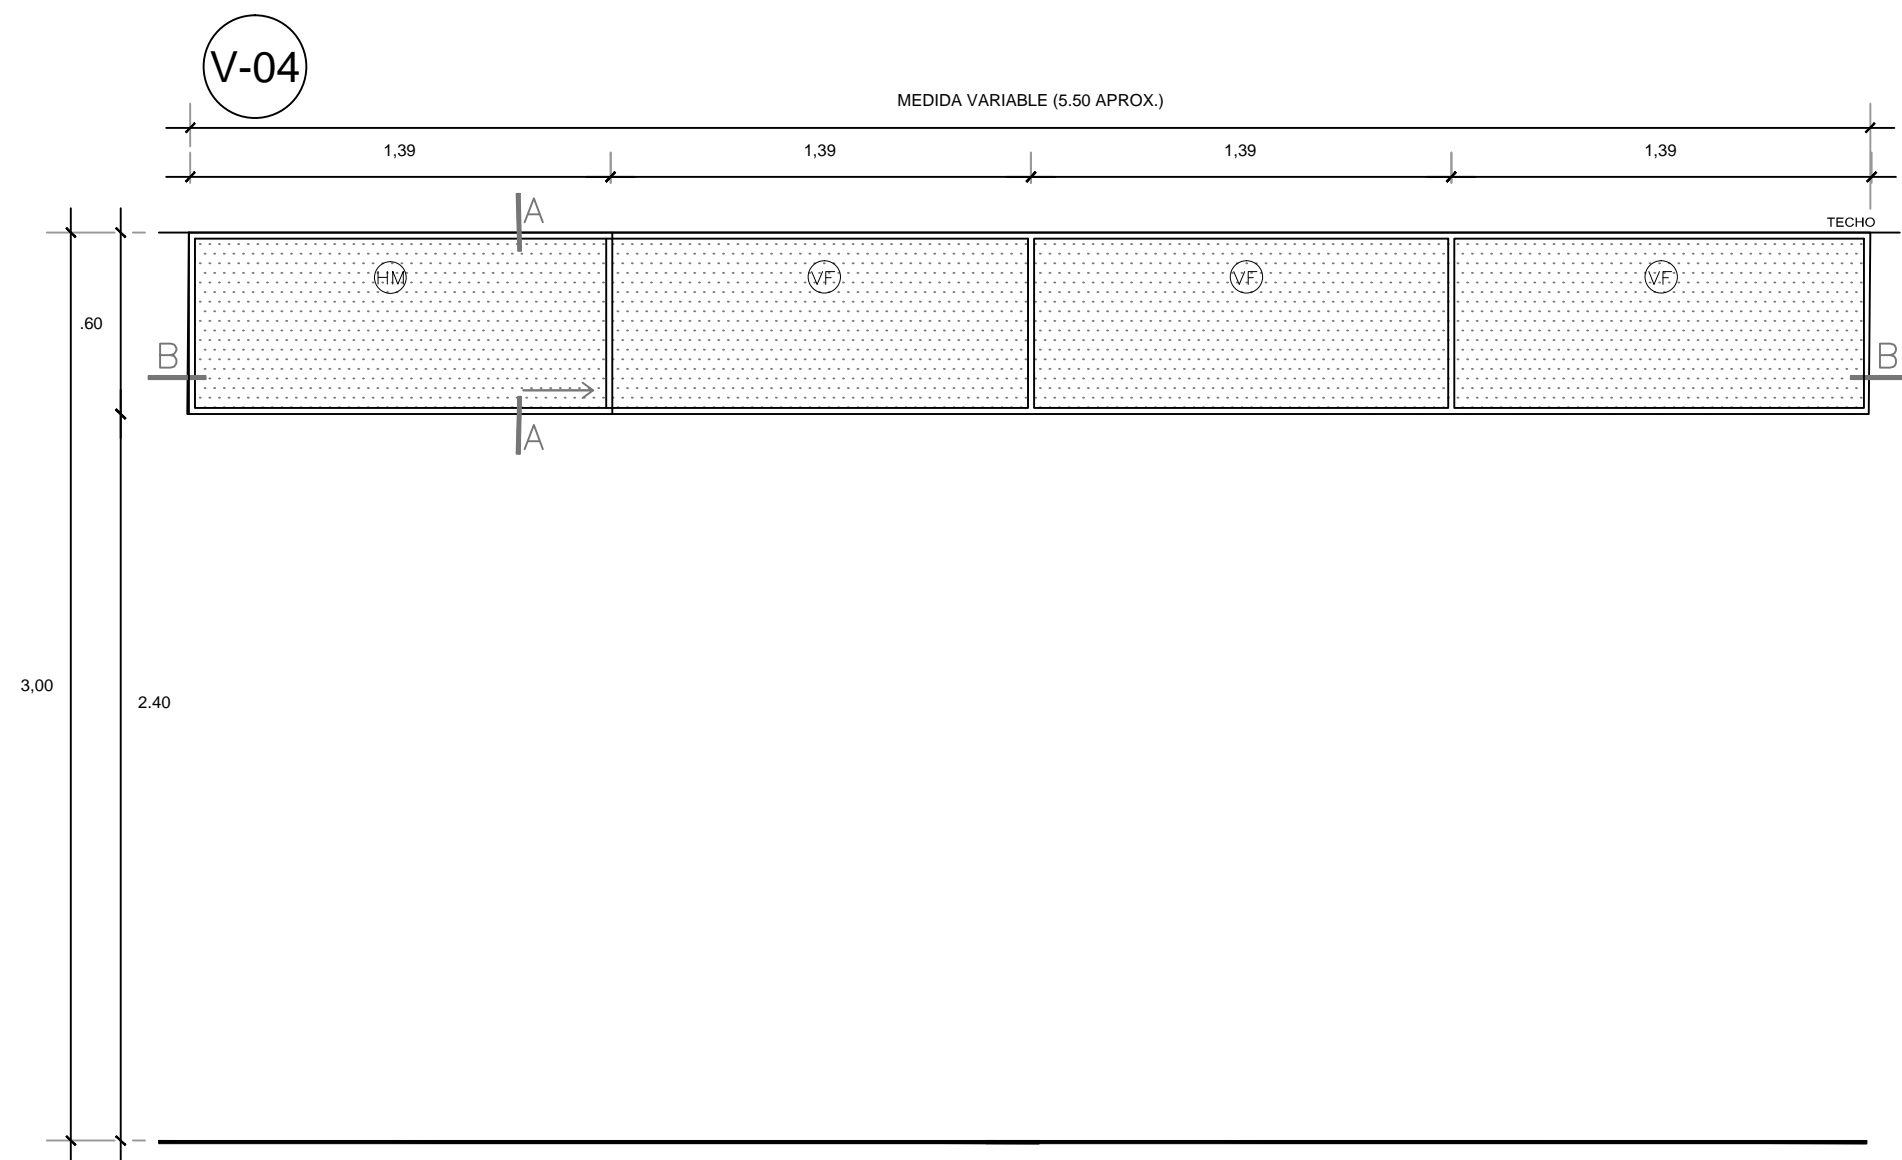 V-04
MEDIDA VARIABLE (5.50 APROX.)
1,39 1,39 1,39 1,39
A
TECHO
HM VF VF VF
.60
B B
A
3,00
2.40